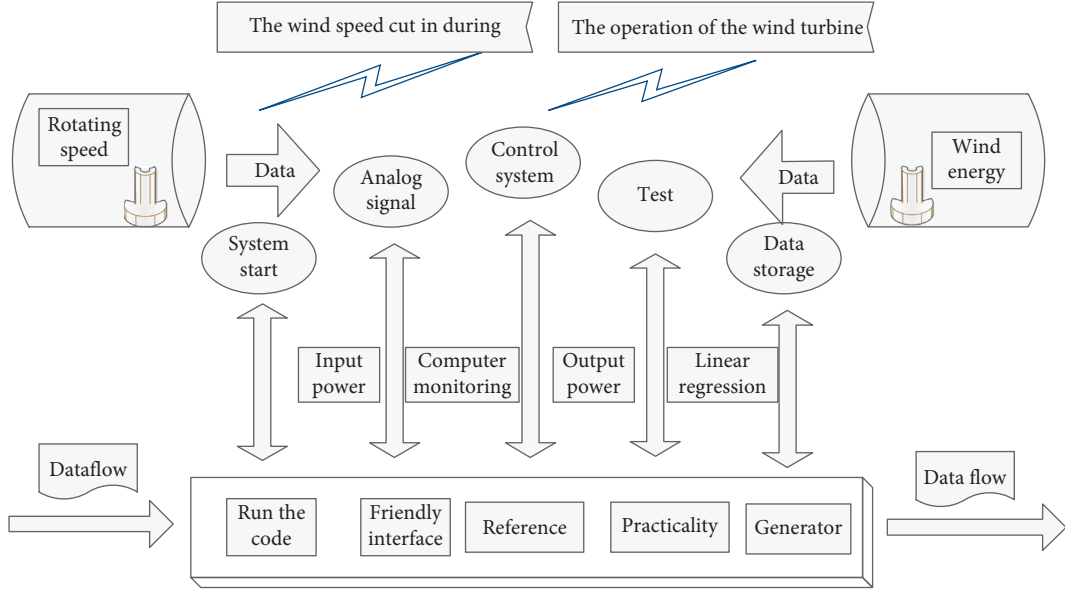 The wind speed cut in during
The operation of the wind turbine
Rotating
speed
Data
Analog
signal
Control
system
Test
Data
Wind
energy
System
start
Data
storage
Input
power
Computer
monitoring
Output
power
Linear
regression
Dataflow
Data flow
Run the
code
Friendly
interface
Reference
Practicality
Generator